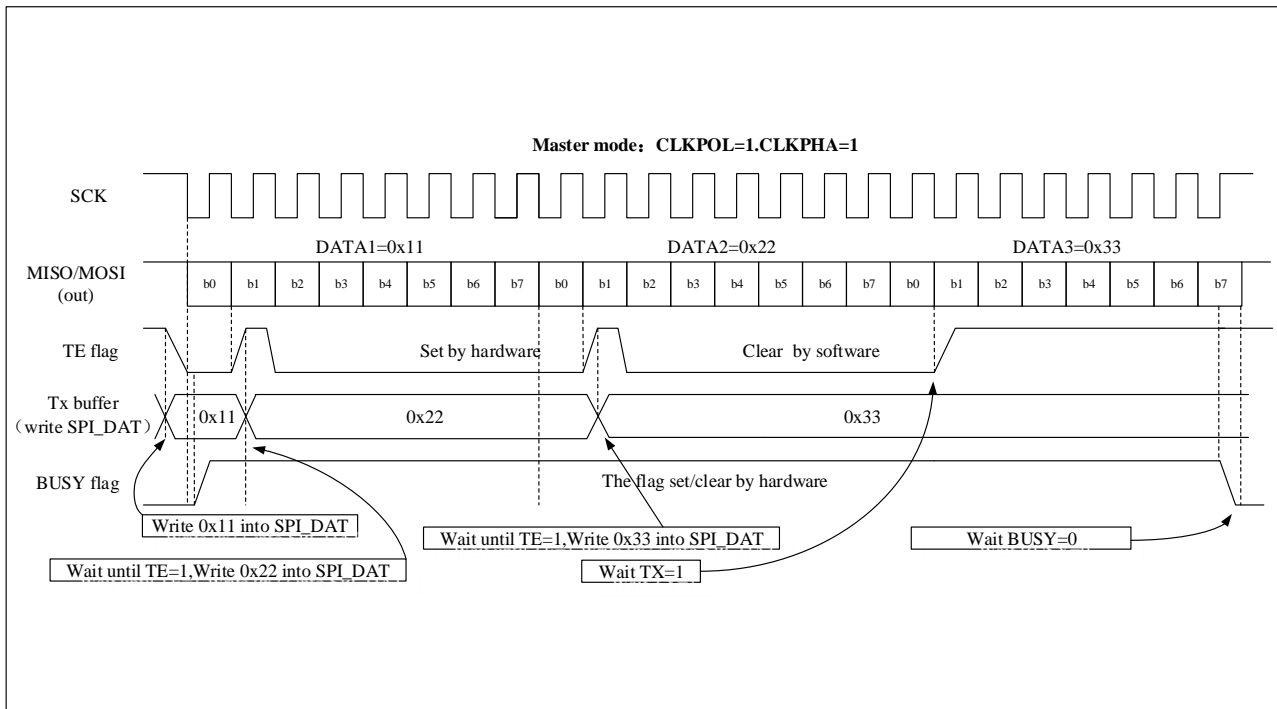 Master mode：CLKPOL=1.CLKPHA=1
SCK
DATA1=0x11 DATA2=0x22 DATA3=0x33
MISO/MOSI
(out)
b0 b1 b2 b3 b4 b5 b6 b7 b0 b1 b2 b3 b4 b5 b6 b7 b0 b1 b2 b3 b4 b5 b6 b7
TE flag
Set by hardware
Clear by software
Tx buffer
（write SPI_DAT）
0x11 0x22 0x33
BUSY flag
The flag set/clear by hardware
Write 0x11 into SPI_DAT
Wait until TE=1,Write 0x33 into SPI_DAT
Wait BUSY=0
Wait until TE=1,Write 0x22 into SPI_DAT
Wait TX=1